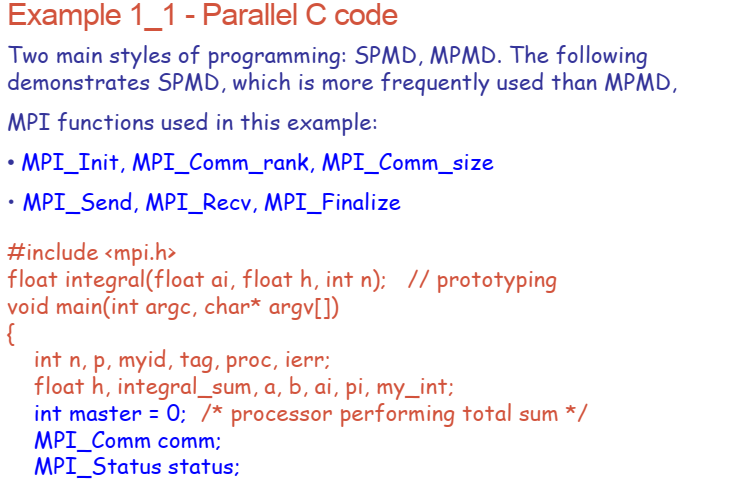 Example 1_1 - Parallel C code
Two main styles of programming: SPMD, MPMD. The following
demonstrates SPMD, which is more frequently used than MPMD,
MPI functions used in this example:
• MPI_Init, MPI_Comm_rank, MPI_Comm_size
• MPI_Send, MPI_Recv, MPI_Finalize
#include <mpi.h>
float integral(float ai, float h, int n);   // prototyping
void main(int argc, char* argv[])
{
int n, p, myid, tag, proc, ierr;
float h, integral_sum, a, b, ai, pi, my_int;
int master = 0;  /* processor performing total sum */
MPI_Comm comm;
MPI_Status status;